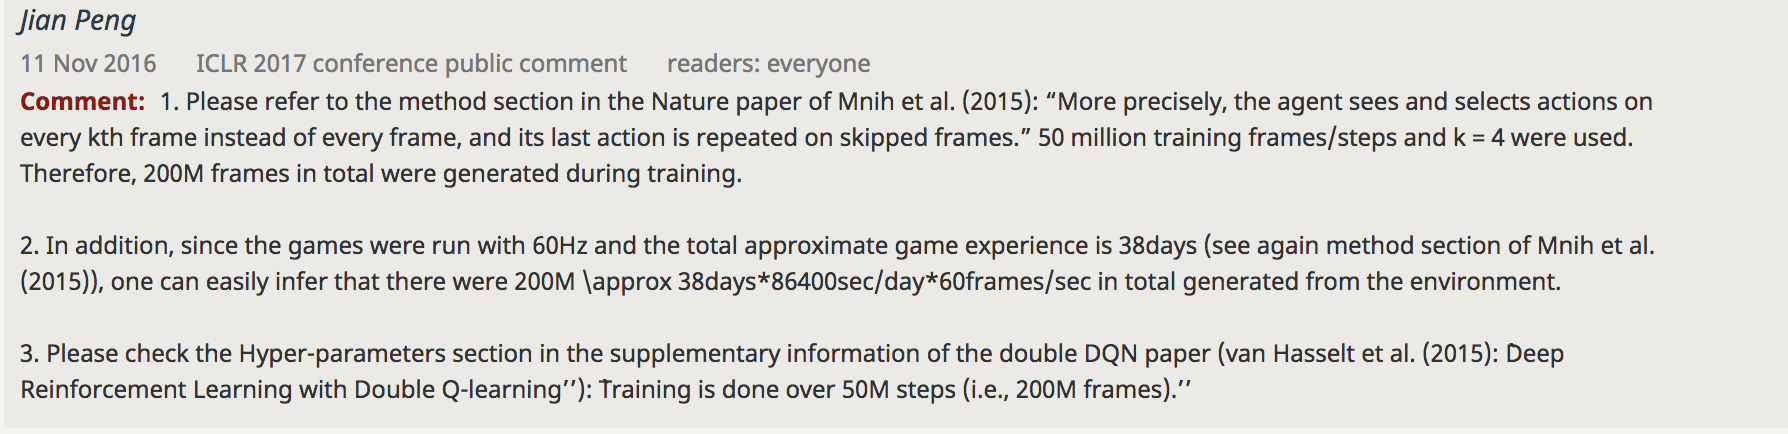 Jian Peng
11 Nov 2016 ICLR 2017 conference public comment readers: everyone
Comment: 1. Please refer to the method section in the Nature paper of Mnih et al. (2015): “More precisely, the agent sees and selects actions on
every kth frame instead of every frame, and its last action is repeated on skipped frames.” 50 million training frames/steps and k = 4 were used.
Therefore, 200M frames in total were generated during training.
2. In addition, since the games were run with 60Hz and the total approximate game experience is 38days (see again method section of Mnih et al.
(2015)), one can easily infer that there were 200M \approx 38days*86400sec/day*60frames/sec in total generated from the environment.
3. Please check the Hyper-parameters section in the supplementary information of the double DQN paper (van Hasselt et al. (2015): D̀eep
Reinforcement Learning with Double Q-learning’’): T̀raining is done over 50M steps (i.e., 200M frames).’’